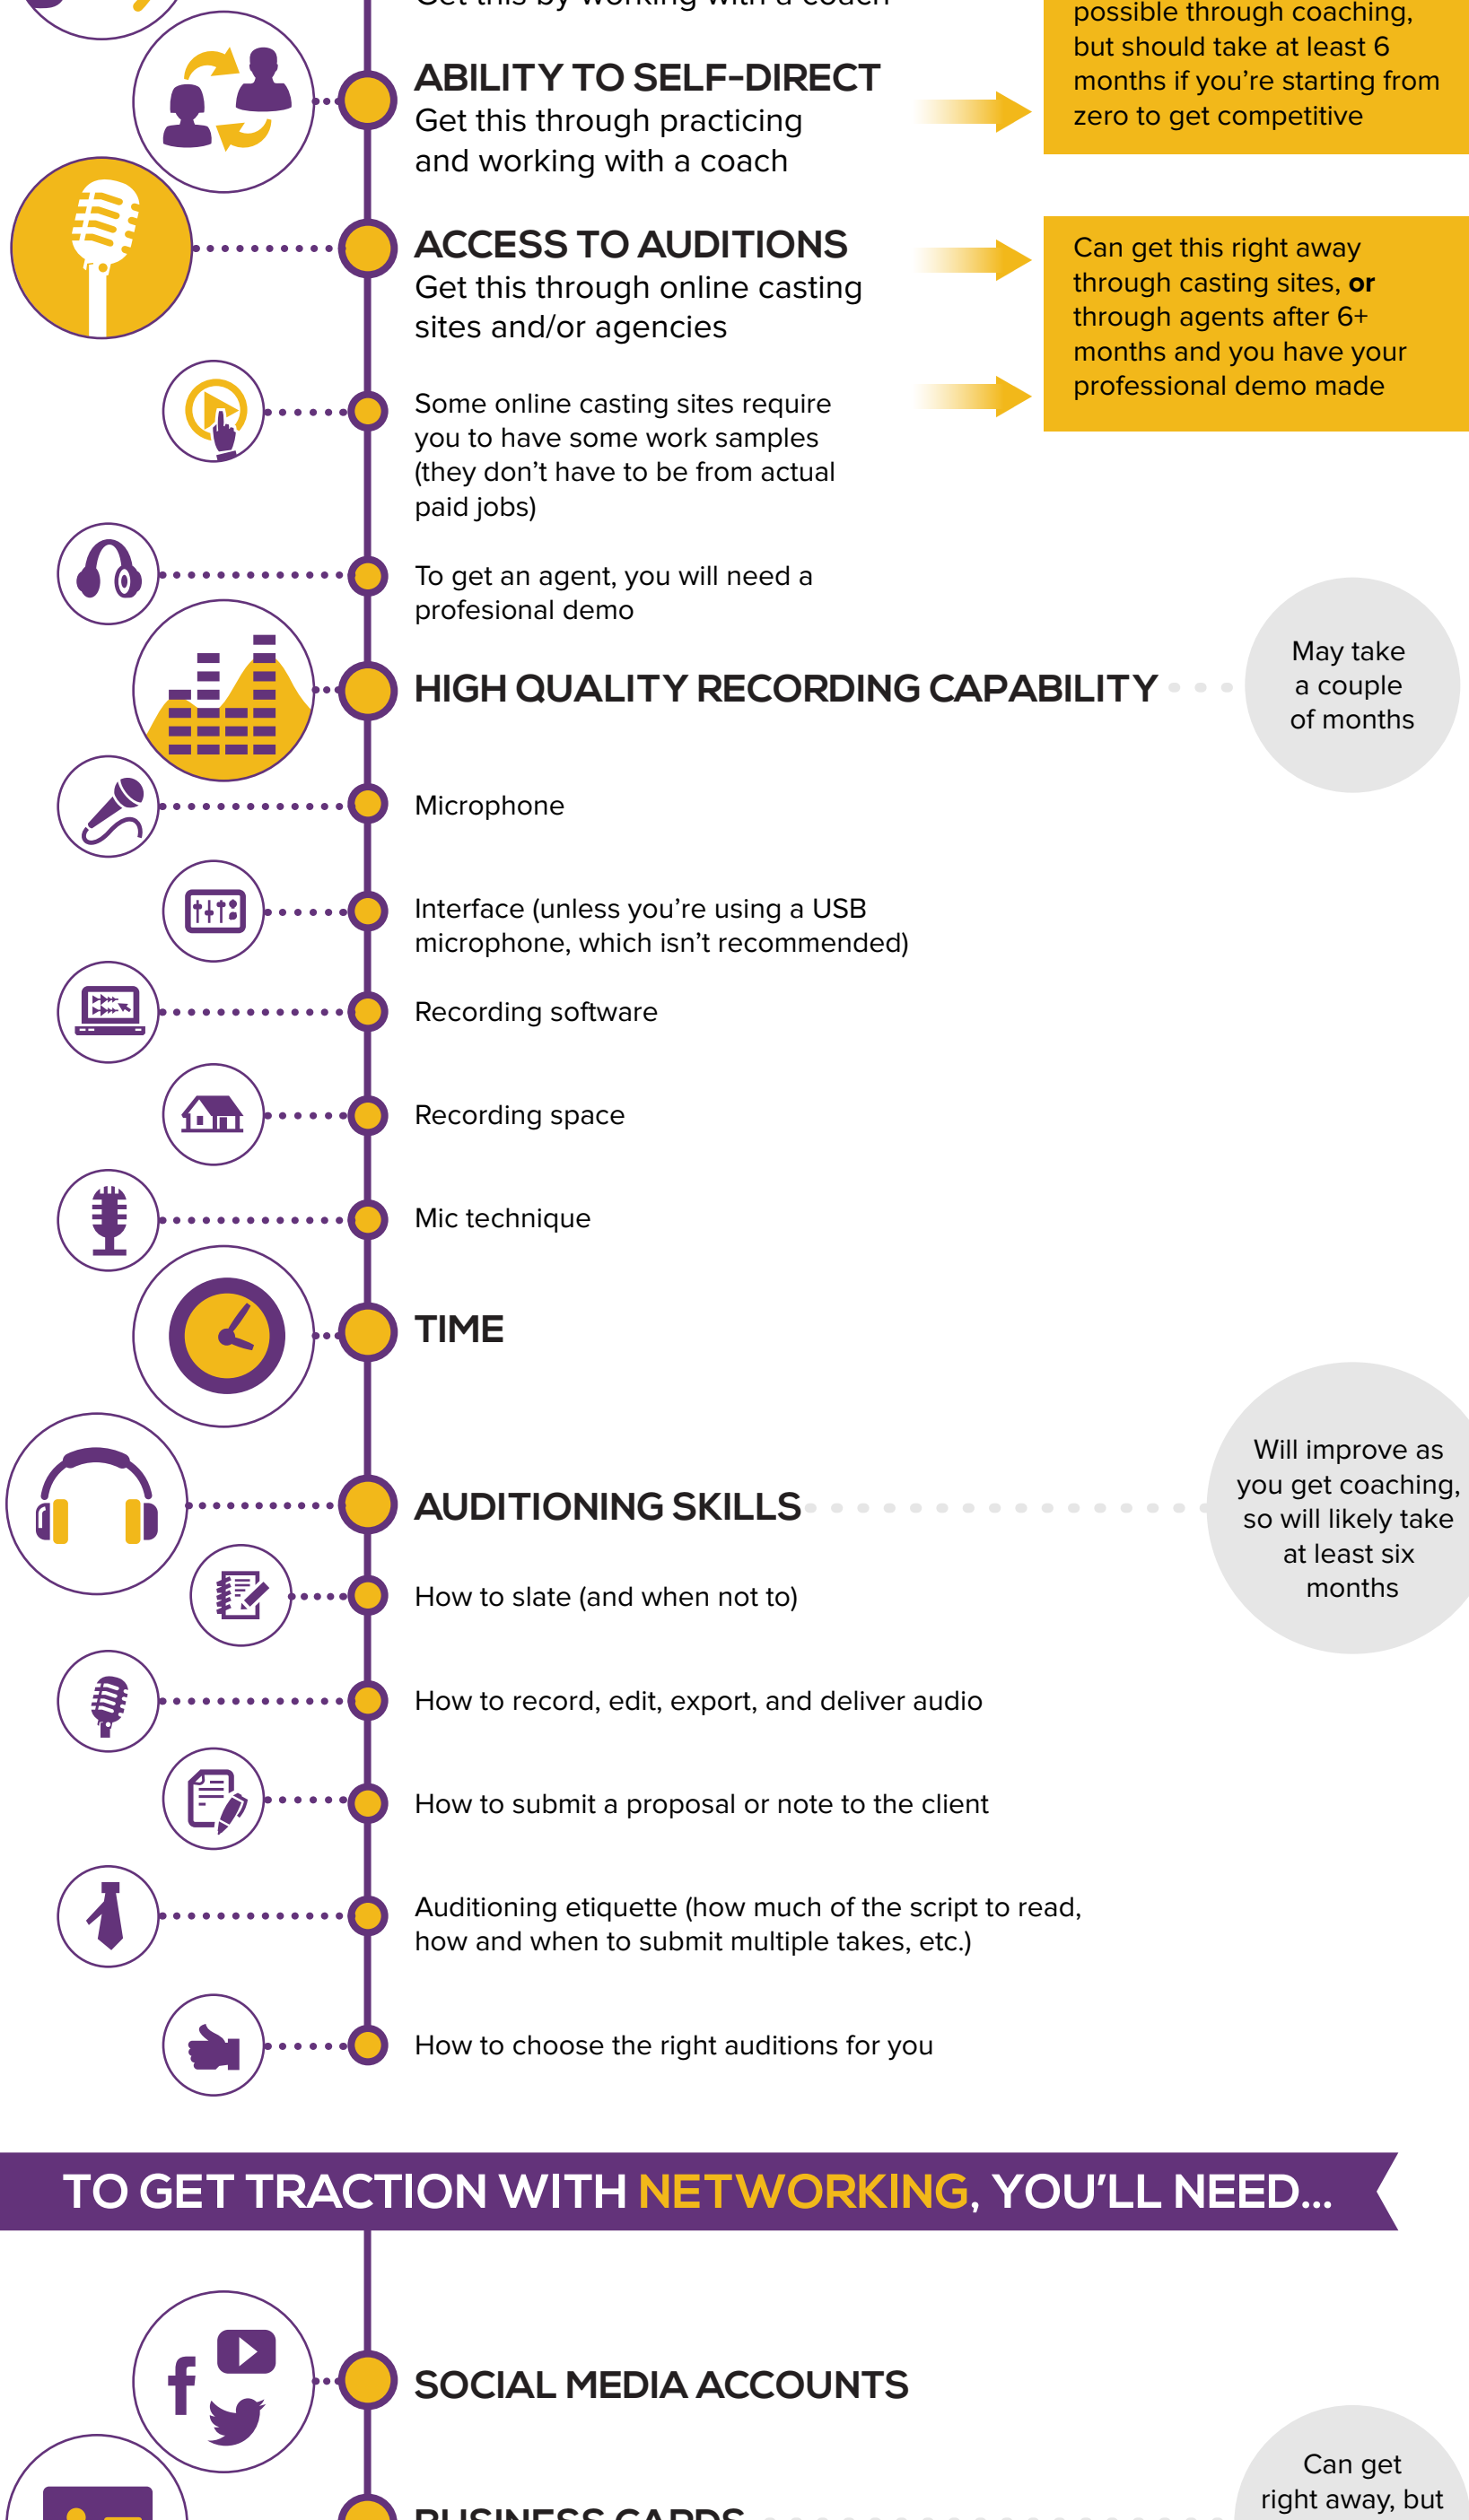 Get this by working with a coach
possible through coaching,
but should take at least 6
months if you’re starting from
zero to get competitive
ABILITY TO SELF-DIRECT
Get this through practicing
and working with a coach
ACCESS TO AUDITIONS
Get this through online casting
sites and/or agencies
Can get this right away
through casting sites, or
through agents after 6+
months and you have your
professional demo made
Some online casting sites require
you to have some work samples
(they don’t have to be from actual
paid jobs)
To get an agent, you will need a
profesional demo
HIGH QUALITY RECORDING CAPABILITY
May take
a couple
of months
Microphone
Interface (unless you’re using a USB
microphone, which isn’t recommended)
Recording software
Recording space
Mic technique
TIME
AUDITIONING SKILLS
Will improve as
you get coaching,
so will likely take
at least six
months
How to slate (and when not to)
How to record, edit, export, and deliver audio
How to submit a proposal or note to the client
Auditioning etiquette (how much of the script to read,
how and when to submit multiple takes, etc.)
How to choose the right auditions for you
TO GET TRACTION WITH NETWORKING, YOU’LL NEED...
SOCIAL MEDIA ACCOUNTS
BUSINESS CARDS
Can get
right away, but